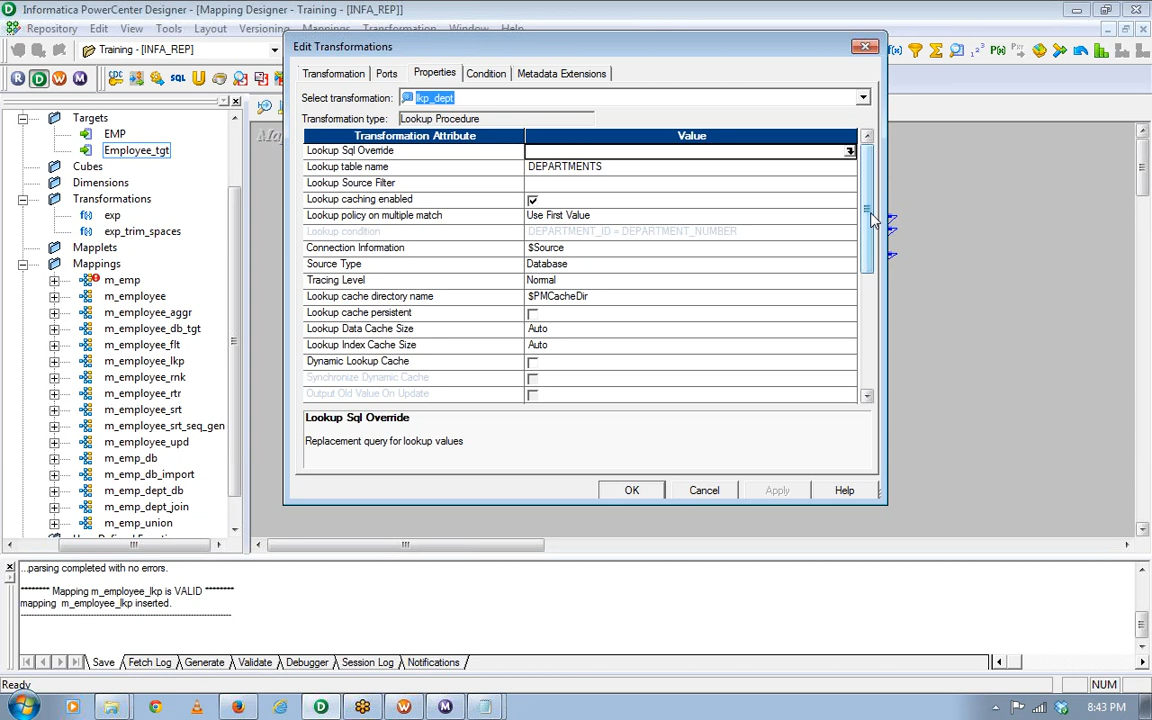 Informatica PowerCenter Designer - [Mapping Designer - Training - [INFA_REP]]
Repository Edit View Tools Layout Versioning Mappings Transformation Window Help
Training - [INFA_REP]
R D W M SQL
f(x) Σ P(x)
Targets
EMP
Employee_tgt
Cubes
Dimensions
Transformations
f(x) exp
f(x) exp_trim_spaces
Mapplets
Mappings
m_emp
m_employee
m_employee_aggr
m_employee_db_tgt
m_employee_flt
m_employee_lkp
m_employee_rnk
m_employee_rtr
m_employee_srt
m_employee_srt_seq_gen
m_employee_upd
m_emp_db
m_emp_db_import
m_emp_dept_db
m_emp_dept_join
m_emp_union
Edit Transformations
Transformation Ports Properties Condition Metadata Extensions
Select transformation: lkp_dept
Transformation type: Lookup Procedure
Transformation Attribute Value
Lookup Sql Override
Lookup table name DEPARTMENTS
Lookup Source Filter
Lookup caching enabled
Lookup policy on multiple match Use First Value
Lookup condition DEPARTMENT_ID = DEPARTMENT_NUMBER
Connection Information $Source
Source Type Database
Tracing Level Normal
Lookup cache directory name $PMCacheDir
Lookup cache persistent
Lookup Data Cache Size Auto
Lookup Index Cache Size Auto
Dynamic Lookup Cache
Synchronize Dynamic Cache
Output Old Value On Update
Lookup Sql Override
Replacement query for lookup values
OK Cancel Apply Help
...parsing completed with no errors.
******** Mapping m_employee_lkp is VALID ********
mapping m_employee_lkp inserted.
Save Fetch Log Generate Validate Debugger Session Log Notifications
Ready NUM
D W M 8:43 PM